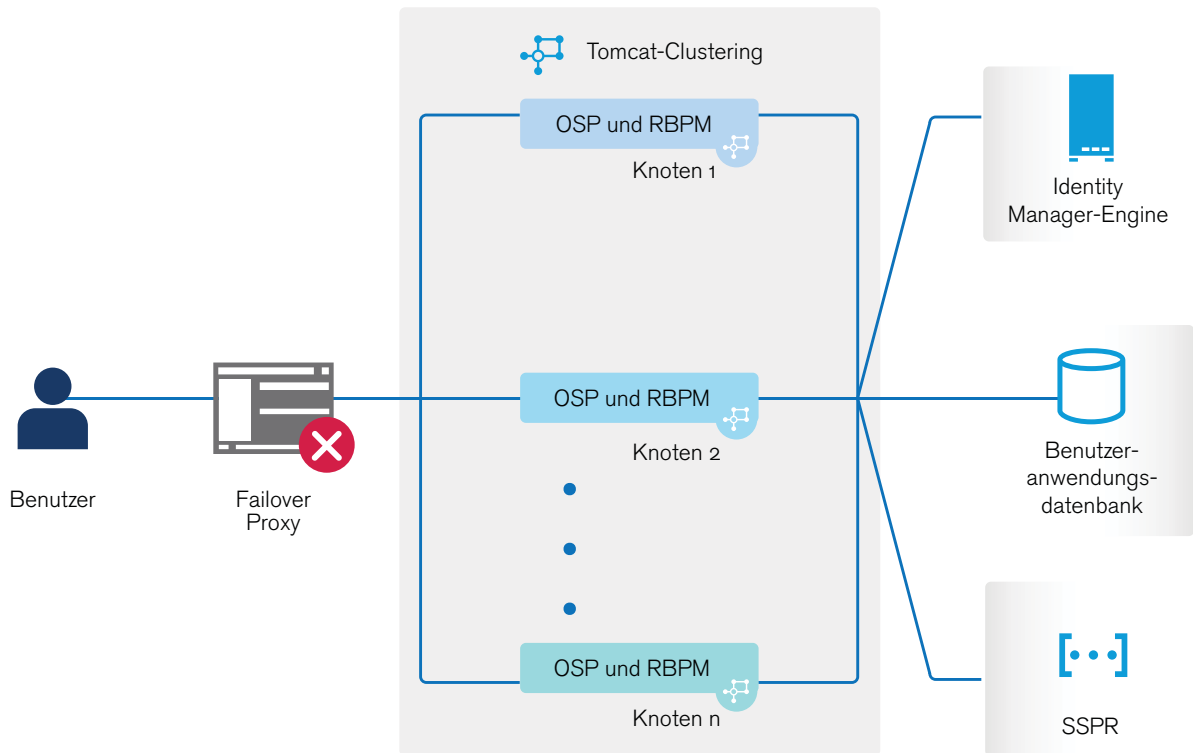 Tomcat-Clustering
OSP und RBPM
Knoten 1
OSP und RBPM
Knoten 2
OSP und RBPM
Knoten n
Benutzer
Failover
Proxy
Identity
Manager-Engine
Benutzer-
anwendungs-
datenbank
SSPR